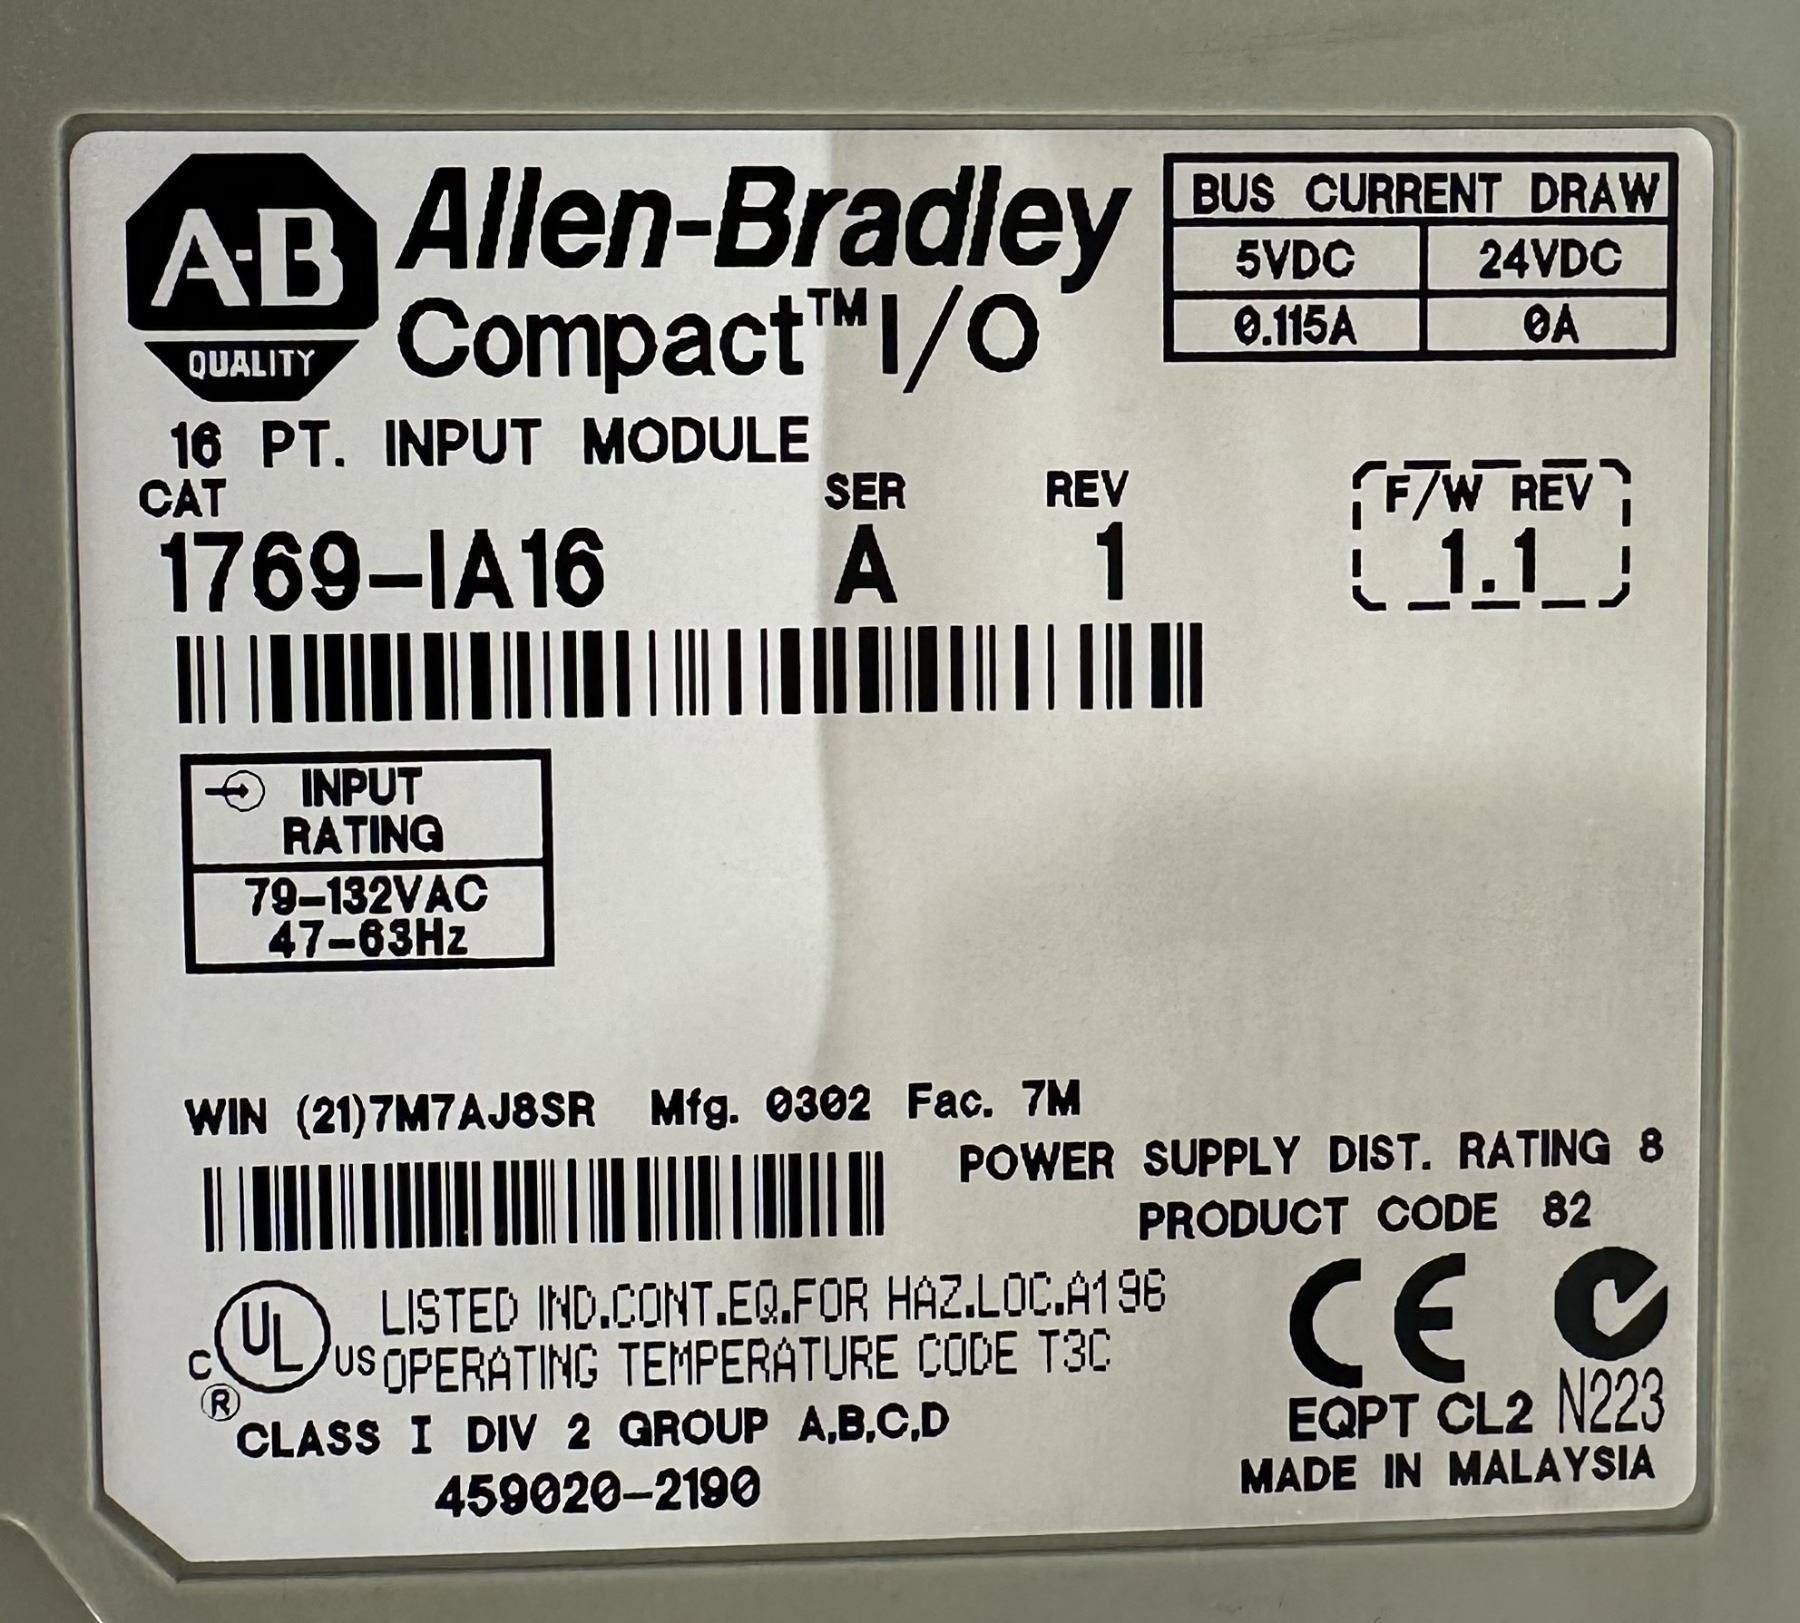 A-B
QUALITY
Allen-Bradley
Compact™ I/O
BUS CURRENT DRAW
5VDC 24VDC
0.115A 0A
16 PT. INPUT MODULE
CAT SER REV F/W REV
1769-IA16 A 1 1.1
INPUT
RATING
79-132VAC
47-63Hz
WIN (21)7M7AJ8SR Mfg. 0302 Fac. 7M
POWER SUPPLY DIST. RATING 8
PRODUCT CODE 82
C UL US ®
LISTED IND.CONT.EQ.FOR HAZ.LOC.A196
OPERATING TEMPERATURE CODE T3C
CLASS I DIV 2 GROUP A,B,C,D
459020-2190
CE
EQPT CL2 N223
MADE IN MALAYSIA